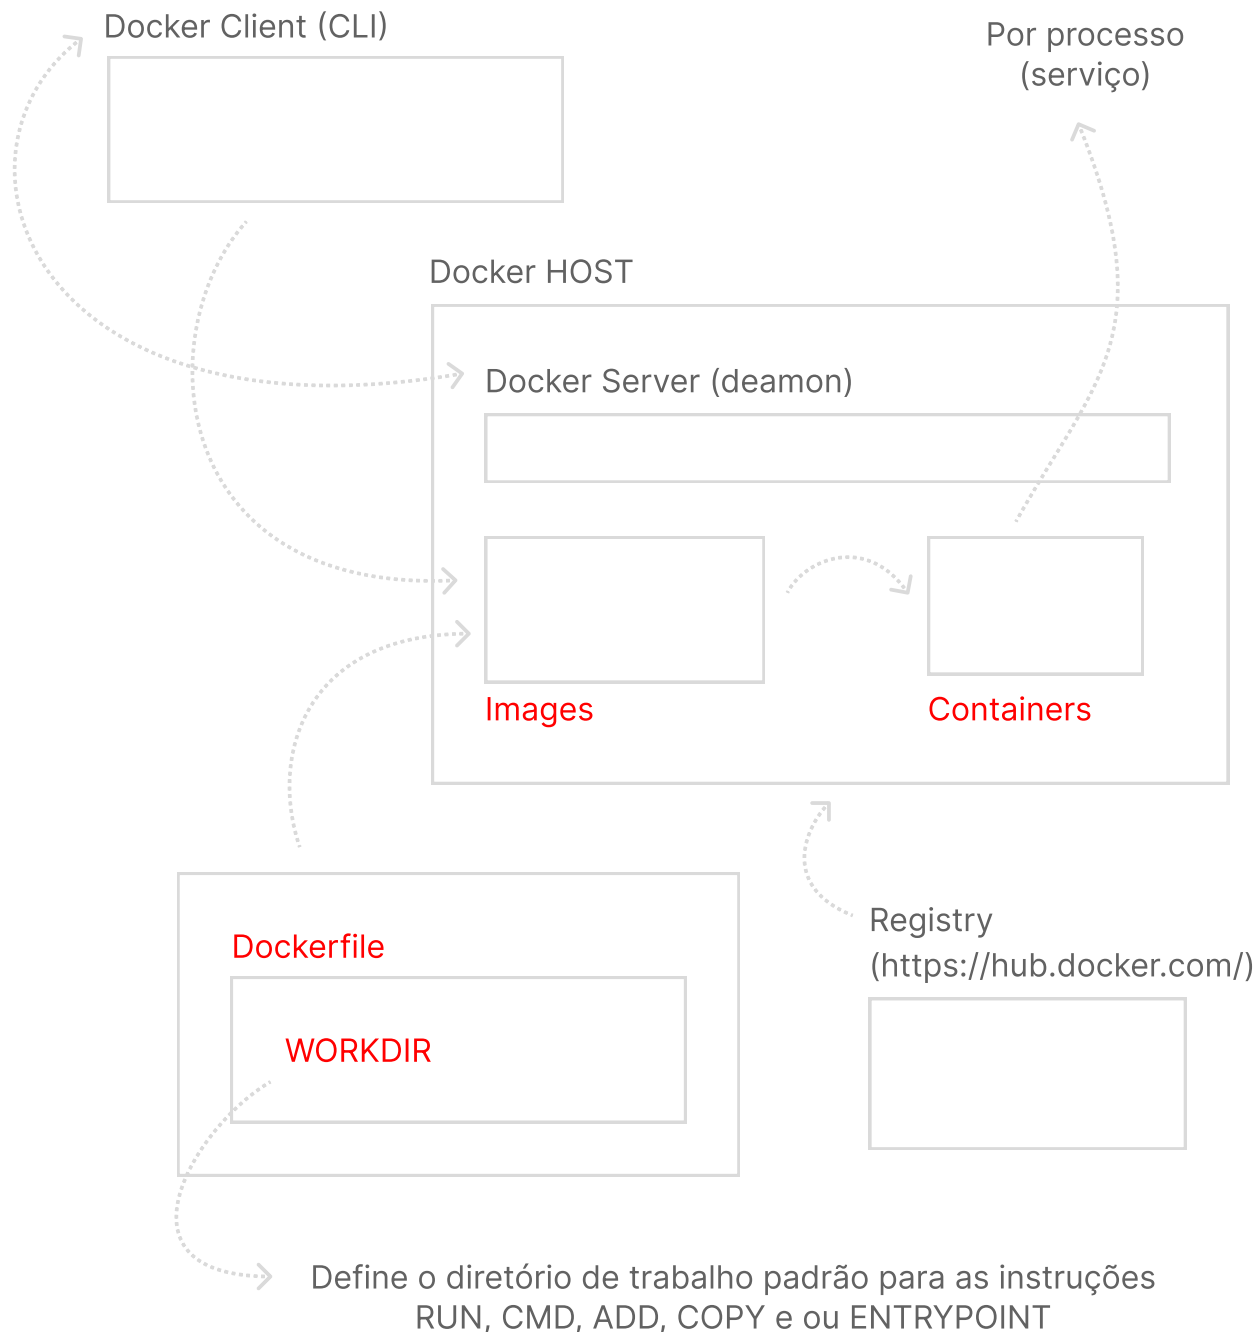 Docker Client (CLI)
Por processo
(serviço)
Docker HOST
Docker Server (deamon)
Images
Containers
Dockerfile
WORKDIR
Registry
(https://hub.docker.com/)
Define o diretório de trabalho padrão para as instruções
RUN, CMD, ADD, COPY e ou ENTRYPOINT